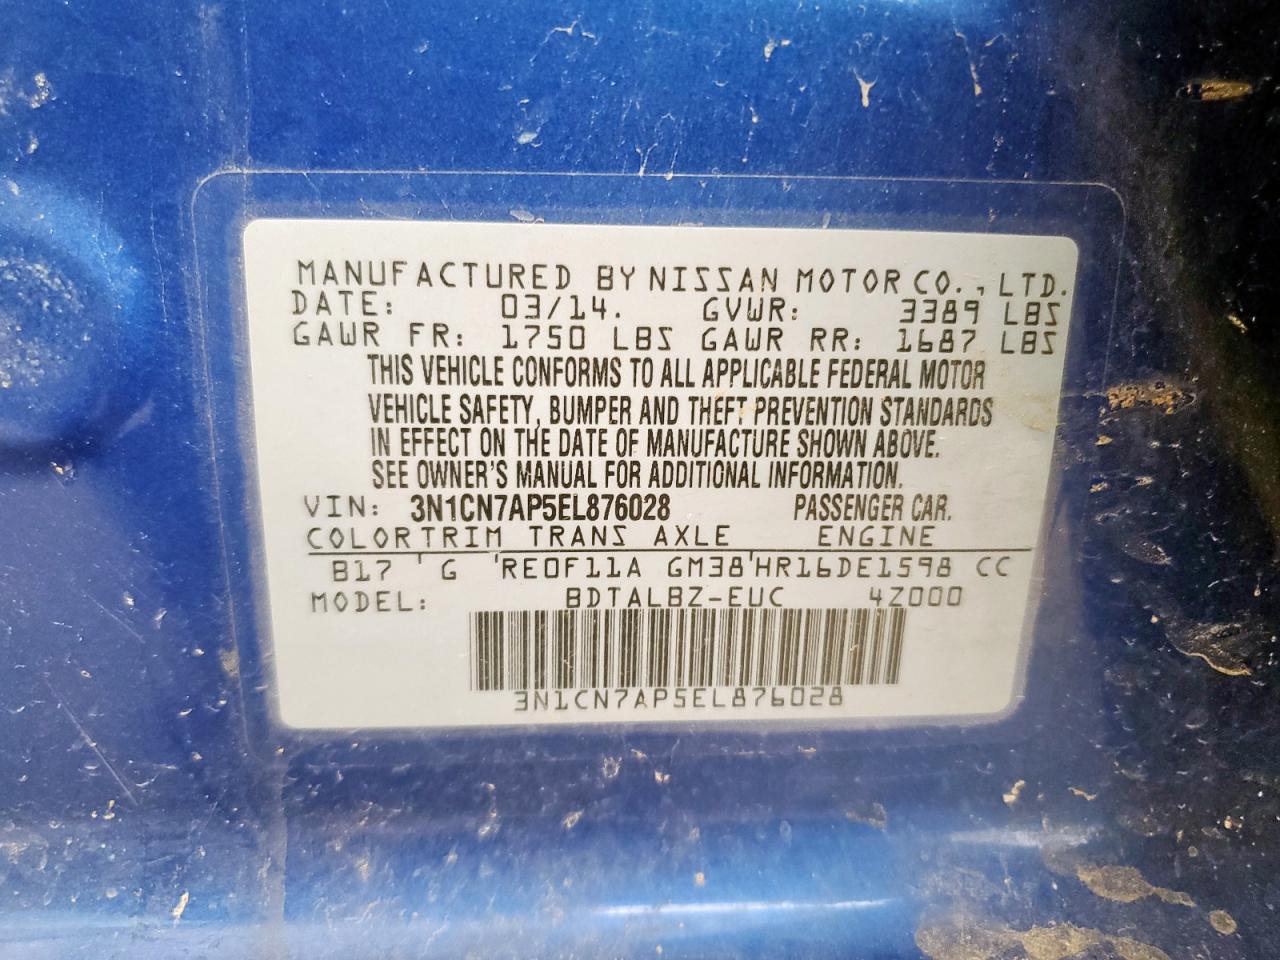 MANUFACTURED BY NISSAN MOTOR CO., LTD.
DATE: 03/14. GVWR: 3389 LBS
GAWR FR: 1750 LBS GAWR RR: 1687 LBS
THIS VEHICLE CONFORMS TO ALL APPLICABLE FEDERAL MOTOR
VEHICLE SAFETY, BUMPER AND THEFT PREVENTION STANDARDS
IN EFFECT ON THE DATE OF MANUFACTURE SHOWN ABOVE.
SEE OWNER'S MANUAL FOR ADDITIONAL INFORMATION.
VIN: 3N1CN7AP5EL876028 PASSENGER CAR.
COLOR TRIM TRANS AXLE ENGINE
B17 ' G 'RE0F11A GM38'HR16DE1598 CC
MODEL: BDTALBZ-EUC 4Z000
3N1CN7AP5EL876028